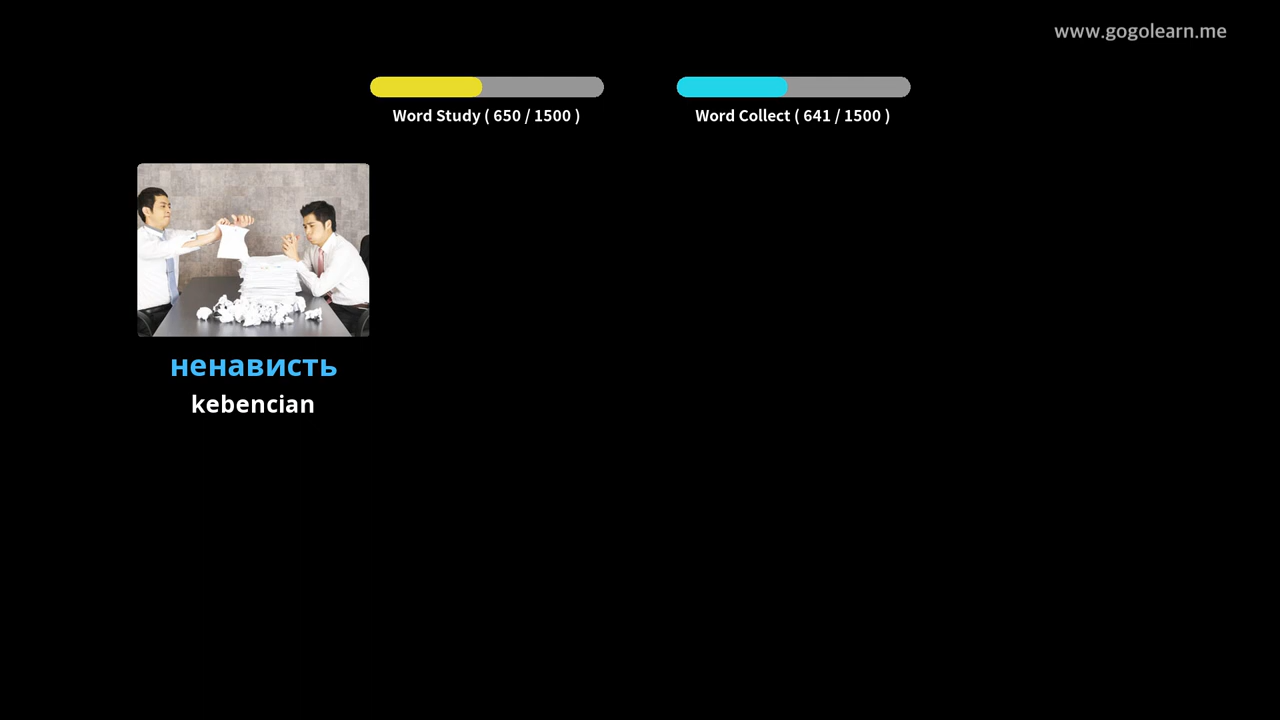 www.gogolearn.me
Word Study ( 650 / 1500 )
Word Collect ( 641 / 1500 )
ненависть
kebencian